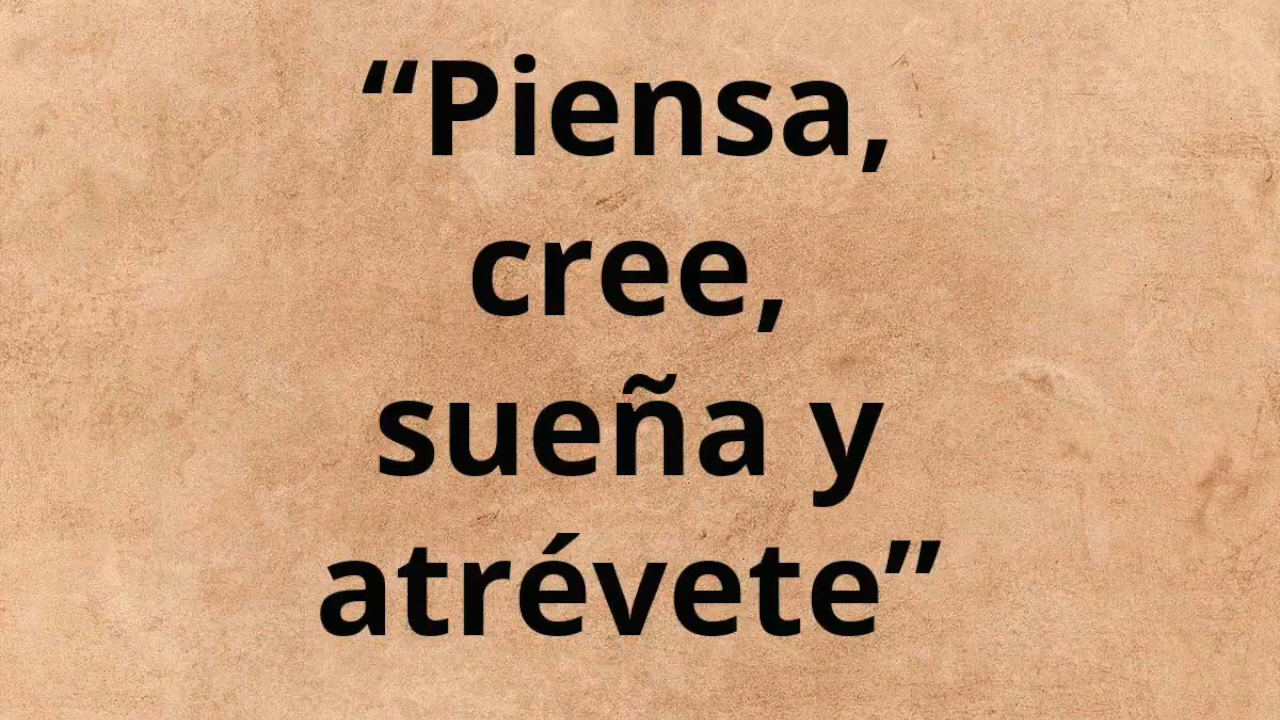 “Piensa,
cree,
sueña y
atrévete”